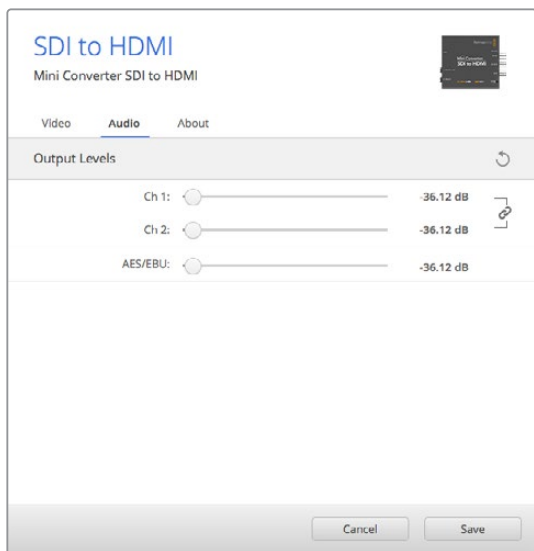 SDI to HDMI
Mini Converter SDI to HDMI
Video Audio About
Output Levels
Ch 1: -36.12 dB
Ch 2: -36.12 dB
AES/EBU: -36.12 dB
Cancel Save